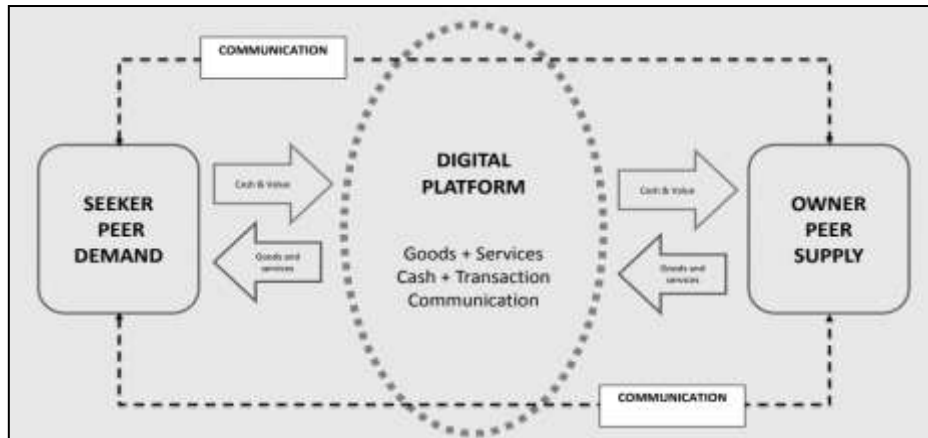 COMMUNICATION
SEEKER
PEER
DEMAND
Cash & Value
Goods and
services
DIGITAL
PLATFORM
Goods + Services
Cash + Transaction
Communication
Cash & Value
Goods and
services
OWNER
PEER
SUPPLY
COMMUNICATION